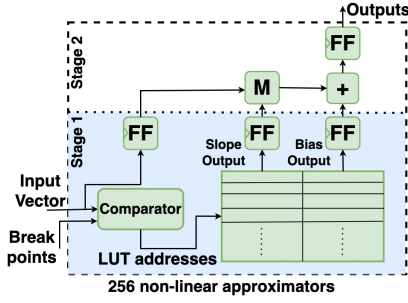 Outputs
Stage 2
FF
M
+
Stage 1
FF
Slope
Output
FF
Bias
Output
FF
Input
Vector
Comparator
Break
points
LUT addresses
256 non-linear approximators